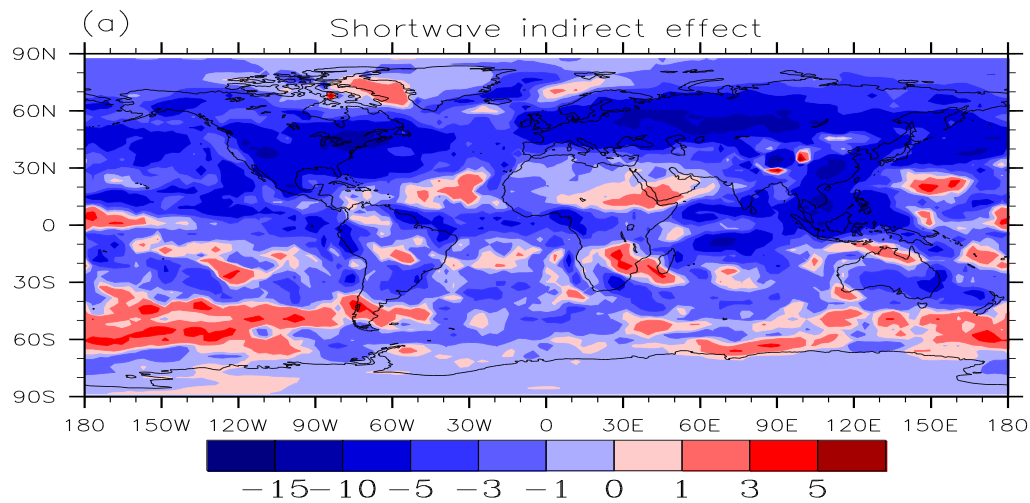 (a) Shortwave indirect effect
90N
60N
30N
0
30S
60S
90S
180 150W 120W 90W 60W 30W 0 30E 60E 90E 120E 150E 180
−15 −10 −5 −3 −1 0 1 3 5